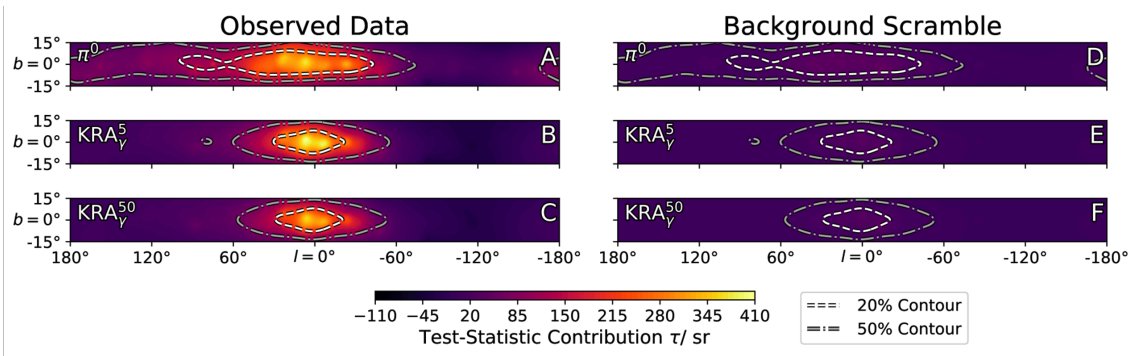 Observed Data Background Scramble
15° π⁰ A π⁰ D
b = 0°
-15°
15° KRA⁵γ B KRA⁵γ E
b = 0°
-15°
15° KRA⁵⁰γ C KRA⁵⁰γ F
b = 0°
-15°
180° 120° 60° l = 0° -60° -120° -180° 180° 120° 60° l = 0° -60° -120° -180°
−110 −45 20 85 150 215 280 345 410
Test-Statistic Contribution τ/ sr
20% Contour
50% Contour